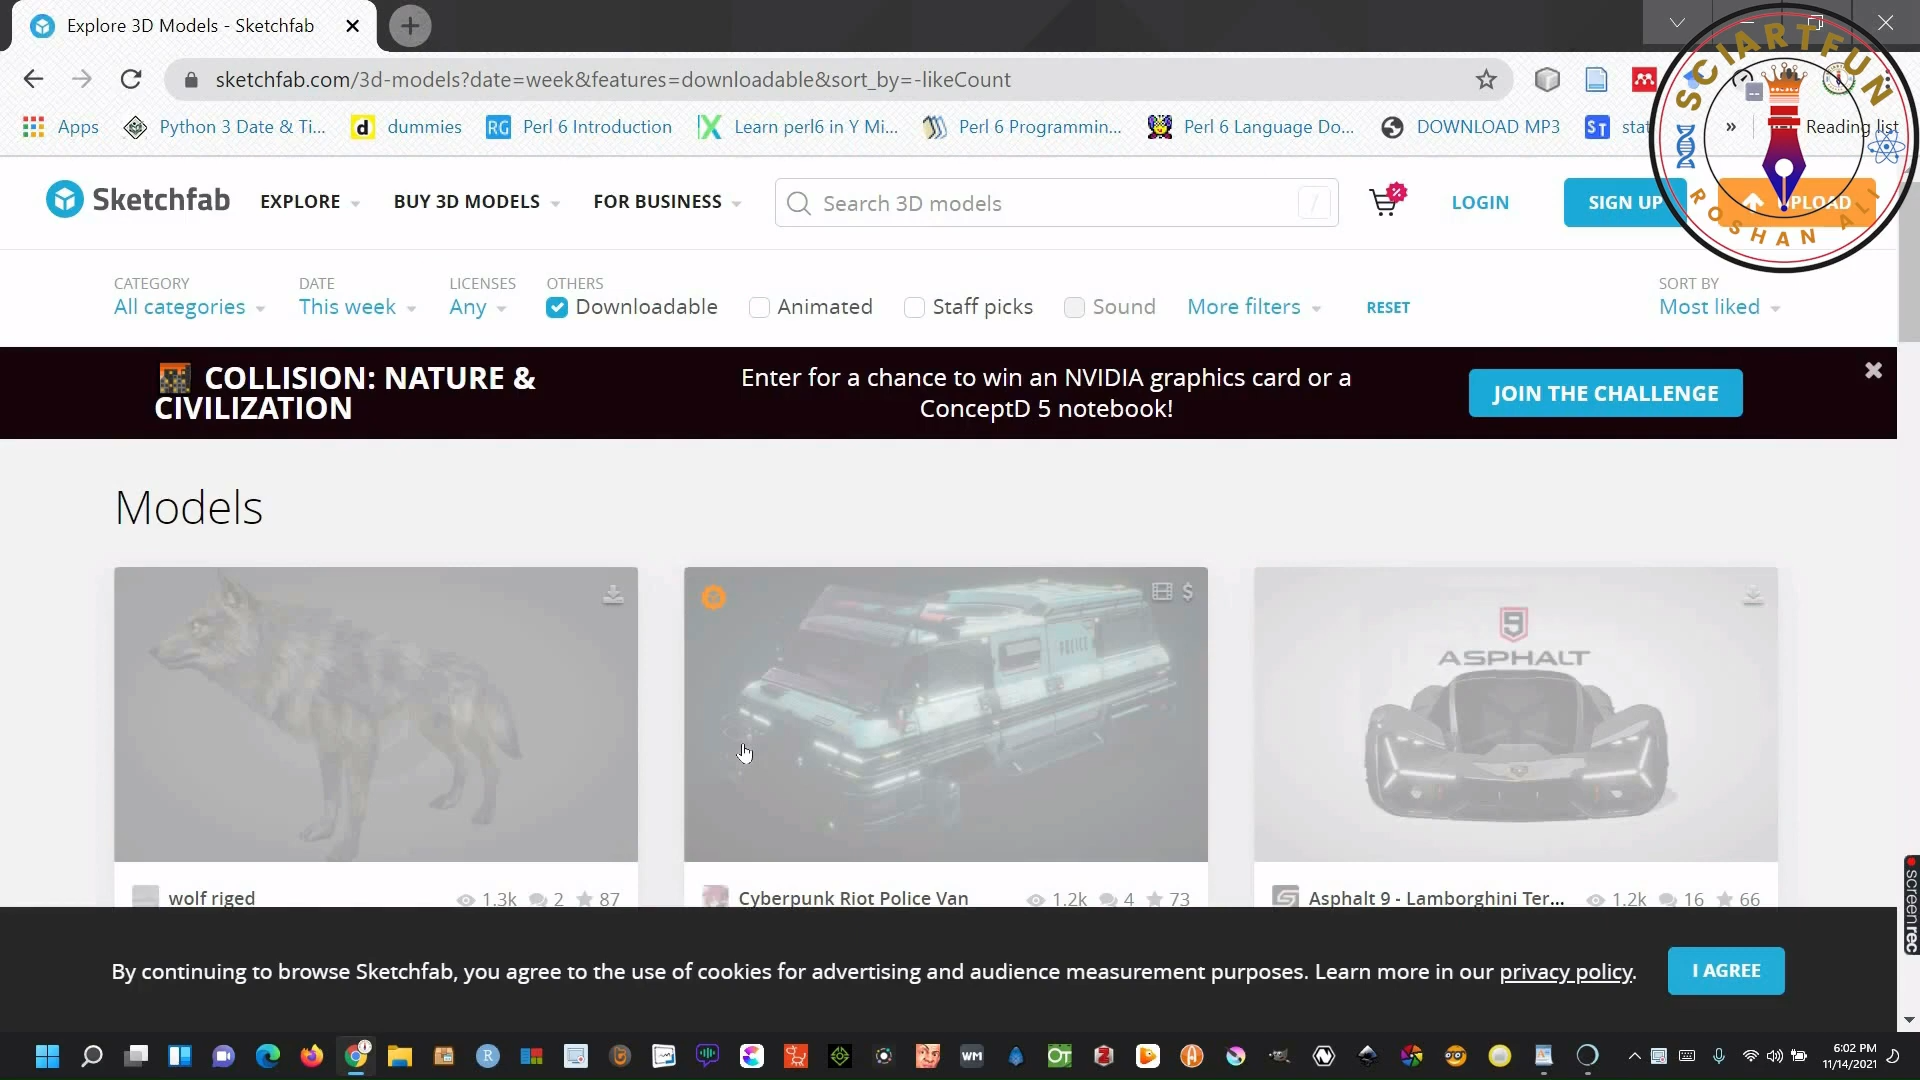 Explore 3D Models - Sketchfab
sketchfab.com/3d-models?date=week&features=downloadable&sort_by=-likeCount
Apps
Python 3 Date & Ti...
dummies
Perl 6 Introduction
Learn perl6 in Y Mi...
Perl 6 Programmin...
Perl 6 Language Do...
DOWNLOAD MP3
stat
»
Reading list
SCIARTFUN
ROSHAN ALI
Sketchfab
EXPLORE
BUY 3D MODELS
FOR BUSINESS
Search 3D models
/
LOGIN
SIGN UP
PLOAD
CATEGORY
All categories
DATE
This week
LICENSES
Any
OTHERS
Downloadable
Animated
Staff picks
Sound
More filters
RESET
SORT BY
Most liked
COLLISION: NATURE &
CIVILIZATION
Enter for a chance to win an NVIDIA graphics card or a
ConceptD 5 notebook!
JOIN THE CHALLENGE
Models
POLICE
$
9
ASPHALT
wolf riged
1.3k 2 87
Cyberpunk Riot Police Van
1.2k 4 73
Asphalt 9 - Lamborghini Ter...
1.2k 16 66
By continuing to browse Sketchfab, you agree to the use of cookies for advertising and audience measurement purposes. Learn more in our privacy policy.
I AGREE
screenrec
6:02 PM
11/14/2021